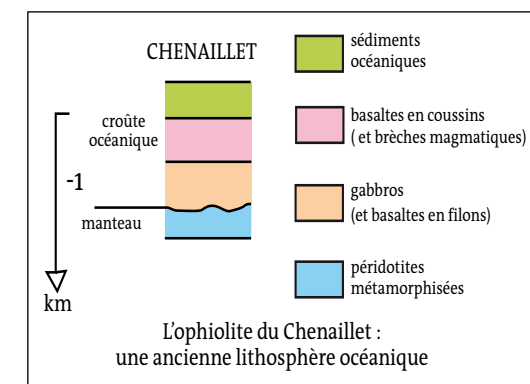 CHENAILLET
croûte
océanique
-1
manteau
km
sédiments
océaniques
basaltes en coussins
( et brèches magmatiques)
gabbros
(et basaltes en filons)
péridotites
métamorphisées
L'ophiolite du Chenaillet :
une ancienne lithosphère océanique